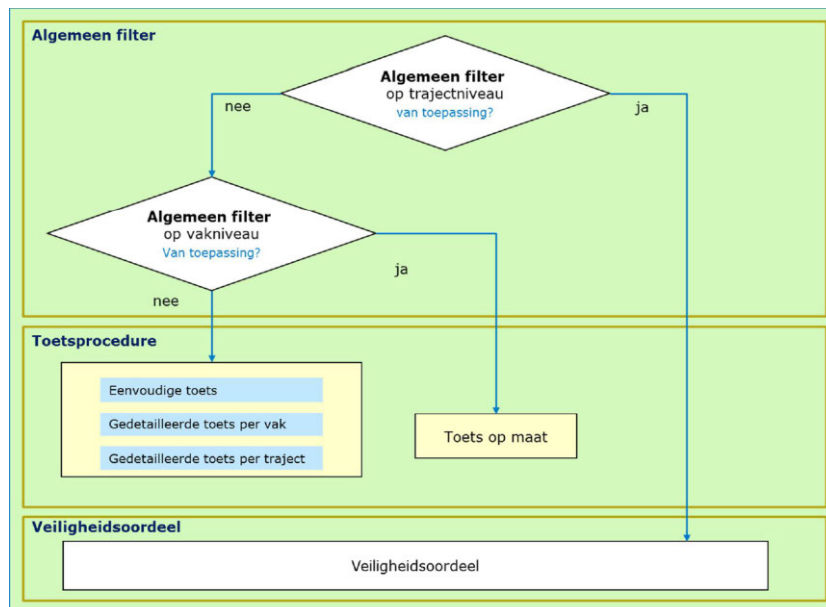 Algemeen filter
Algemeen filter
op trajectniveau
van toepassing?
nee
ja
Algemeen filter
op vakniveau
Van toepassing?
ja
nee
Toetsprocedure
Eenvoudige toets
Gedetailleerde toets per vak
Gedetailleerde toets per traject
Toets op maat
Veiligheidsoordeel
Veiligheidsoordeel